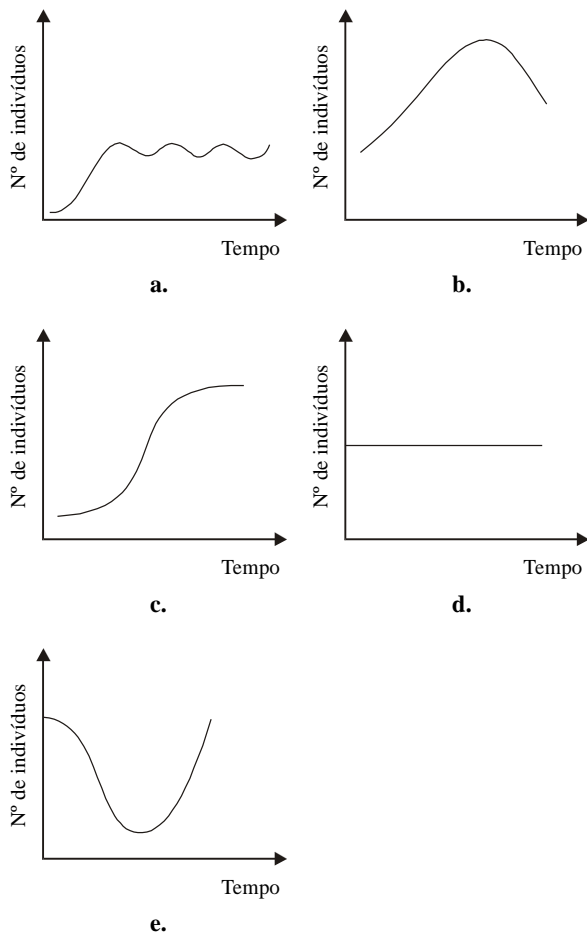 Nº de indivíduos
Tempo
a.
Nº de indivíduos
Tempo
b.
Nº de indivíduos
Tempo
c.
Nº de indivíduos
Tempo
d.
Nº de indivíduos
Tempo
e.